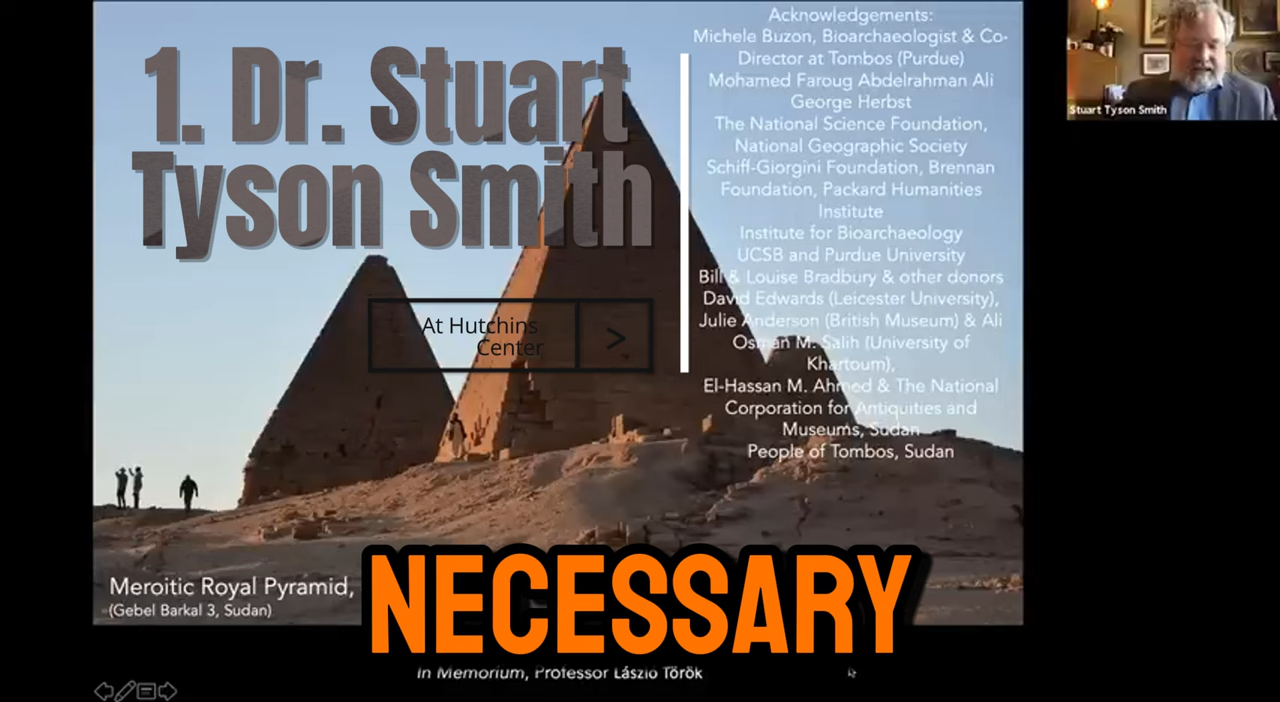 1. Dr. Stuart
Tyson Smith
At Hutchins
Center
>
Acknowledgements:
Michele Buzon, Bioarchaeologist & Co-
Director at Tombos (Purdue)
Mohamed Faroug Abdelrahman Ali
George Herbst
The National Science Foundation,
National Geographic Society
Schiff-Giorgini Foundation, Brennan
Foundation, Packard Humanities
Institute
Institute for Bioarchaeology
UCSB and Purdue University
Bill & Louise Bradbury & other donors
David Edwards (Leicester University),
Julie Anderson (British Museum) & Ali
Osman M. Salih (University of
Khartoum),
El-Hassan M. Ahmed & The National
Corporation for Antiquities and
Museums, Sudan
People of Tombos, Sudan
Stuart Tyson Smith
Meroitic Royal Pyramid,
(Gebel Barkal 3, Sudan)
NECESSARY
In Memorium, Professor László Török